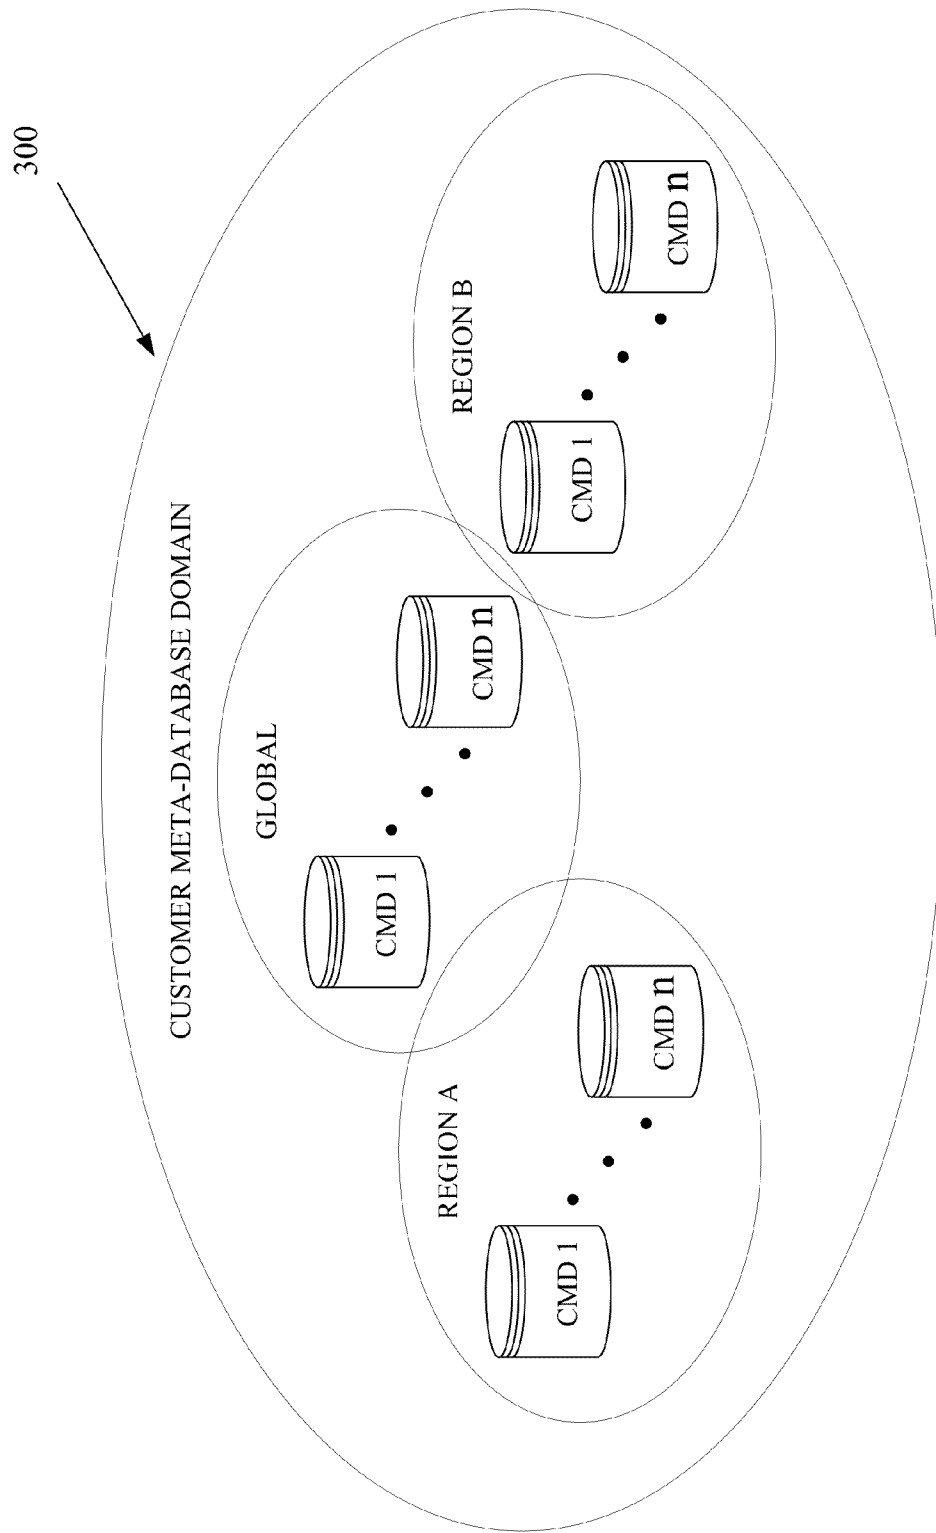 300
CUSTOMER META-DATABASE DOMAIN
GLOBAL
CMD 1
CMD n
REGION A
CMD 1
CMD n
REGION B
CMD 1
CMD n